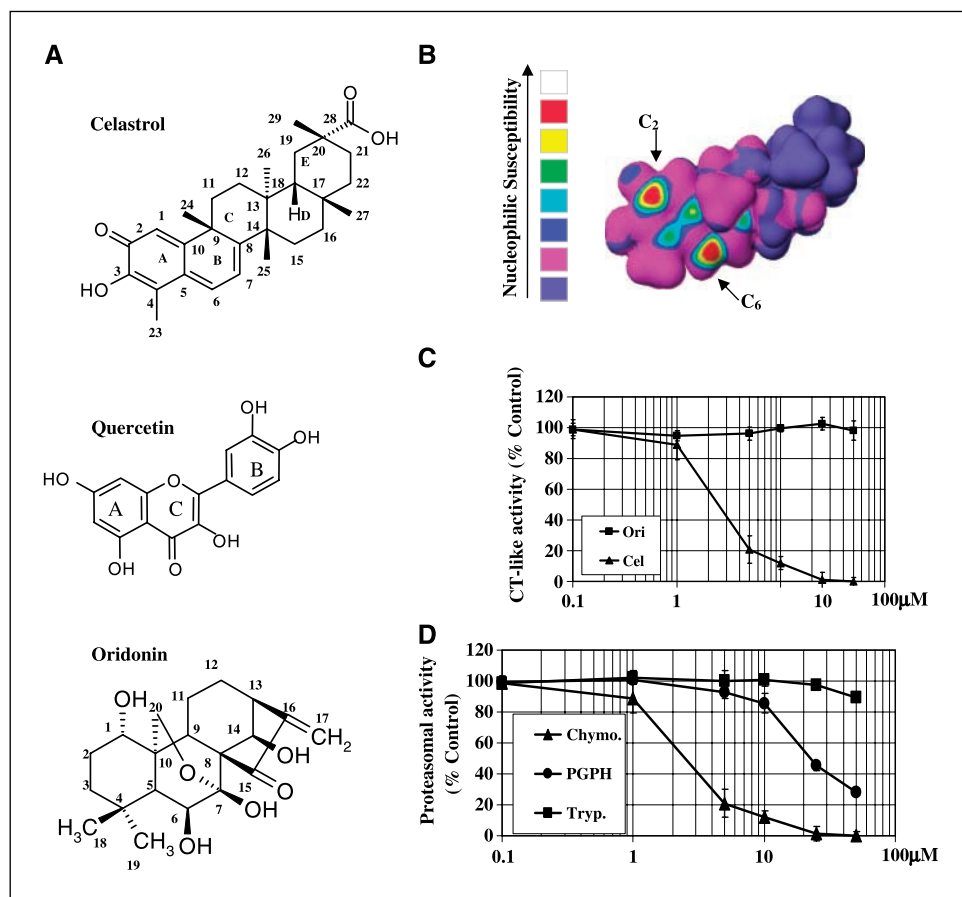 A
Celastrol
29
28
O
OH
19
20
21
26
E
12
18
17
22
11
13
H
D
27
24
C
14
16
1
9
2
10
8
15
O
A
B
25
3
5
7
HO
4
6
23
Quercetin
OH
OH
B
HO
O
A
C
OH
OH
O
Oridonin
12
13
11
16
17
OH
20
CH2
1
9
14
2
8
OH
10
O
O
3
5
15
4
7
OH
6
H3C
18
CH3
OH
19
B
Nucleophilic Susceptibility
C2
C6
C
CT-like activity (% Control)
120
100
80
60
40
20
0
Ori
Cel
0.1
1
10
100μM
D
Proteasomal activity
(% Control)
120
100
80
60
40
20
0
Chymo.
PGPH
Tryp.
0.1
1
10
100μM